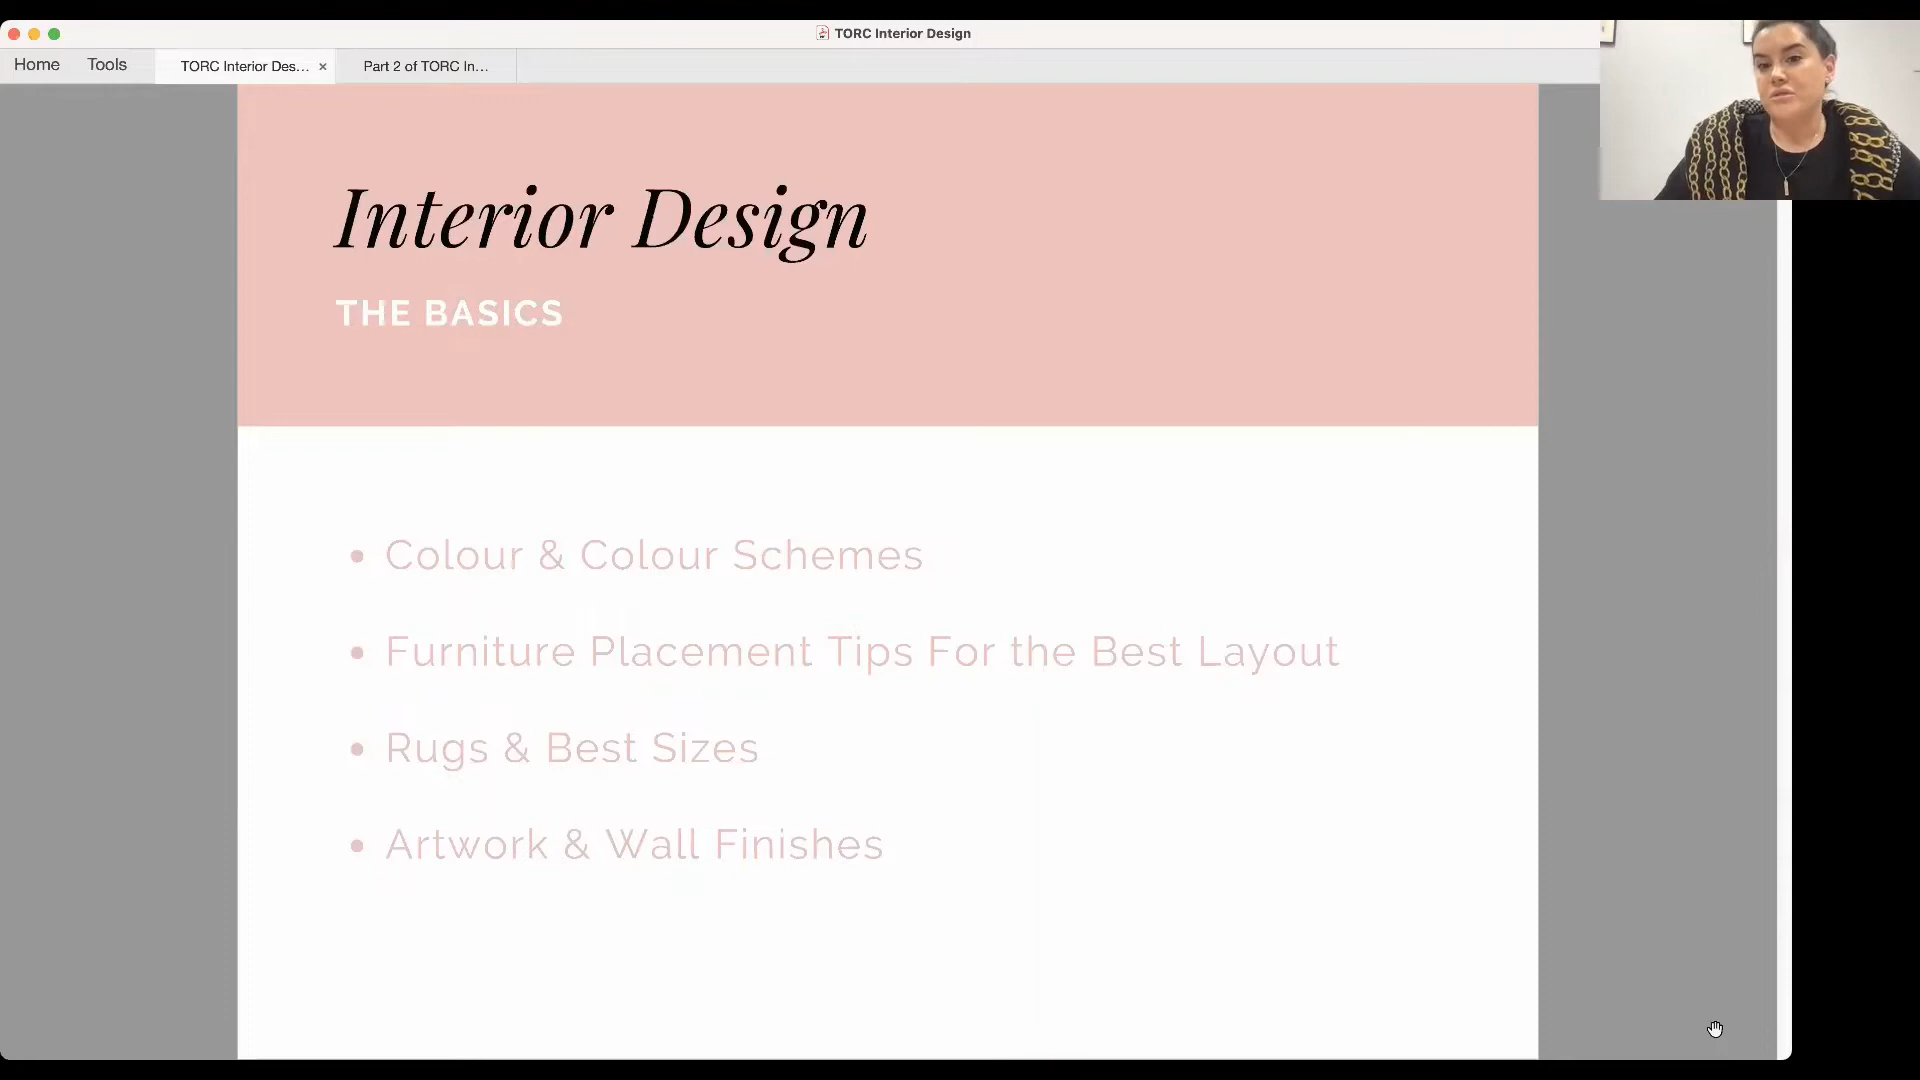 TORC Interior Design
Home
Tools
TORC Interior Des...
×
Part 2 of TORC In...
Interior Design
THE BASICS
• Colour & Colour Schemes
• Furniture Placement Tips For the Best Layout
• Rugs & Best Sizes
• Artwork & Wall Finishes